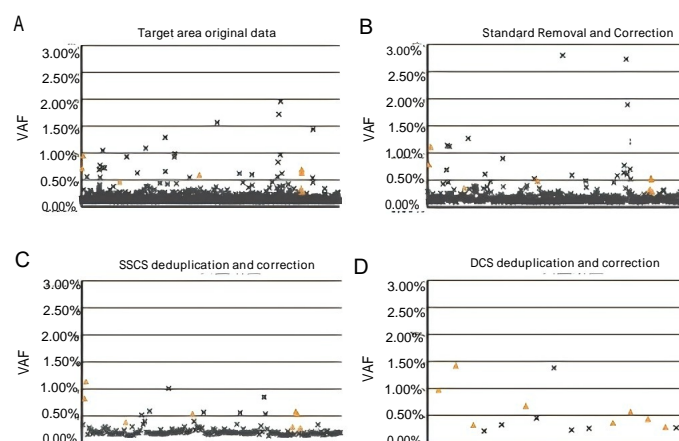 A
Target area original data
VAF
3.00%
2.50%
2.00%
1.50%
1.00%
0.50%
0.00%
B
Standard Removal and Correction
VAF
3.00%
2.50%
2.00%
1.50%
1.00%
0.50%
0.00%
C
SSCS deduplication and correction
VAF
3.00%
2.50%
2.00%
1.50%
1.00%
0.50%
0.00%
D
DCS deduplication and correction
VAF
3.00%
2.50%
2.00%
1.50%
1.00%
0.50%
0.00%